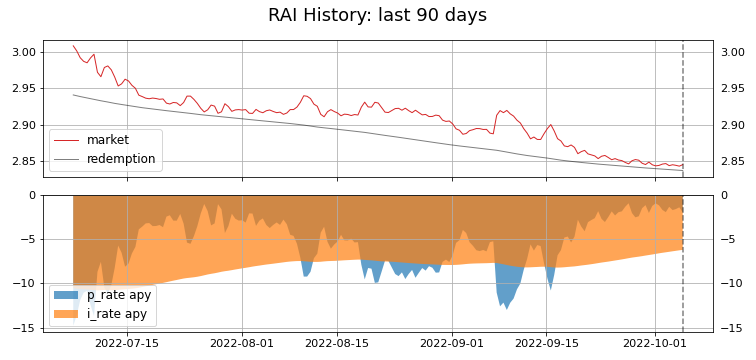 RAI History: last 90 days
3.00 3.00
2.95 2.95
2.90 2.90
2.85 2.85
market
redemption
0 0
−5 −5
−10 −10
−15 −15
p_rate apy
i_rate apy
2022-07-15 2022-08-01 2022-08-15 2022-09-01 2022-09-15 2022-10-01